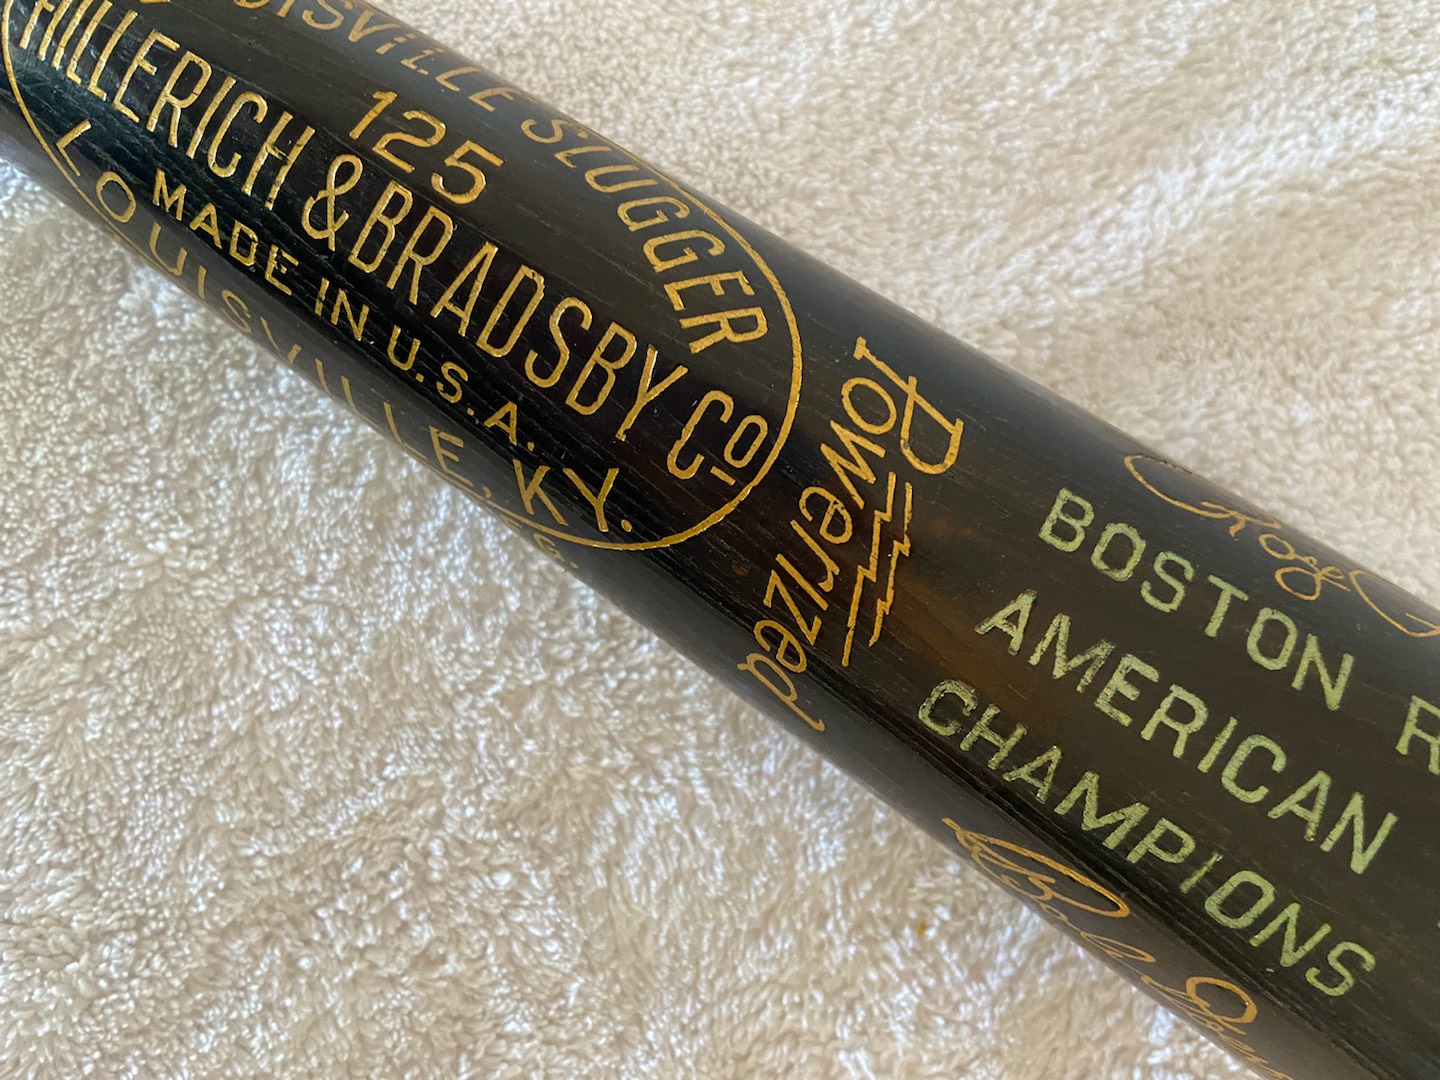 LOUISVILLE SLUGGER
125
HILLERICH & BRADSBY Co
MADE IN U.S.A.
LOUISVILLE, KY.
Powerized
BOSTON R
AMERICAN
CHAMPIONS